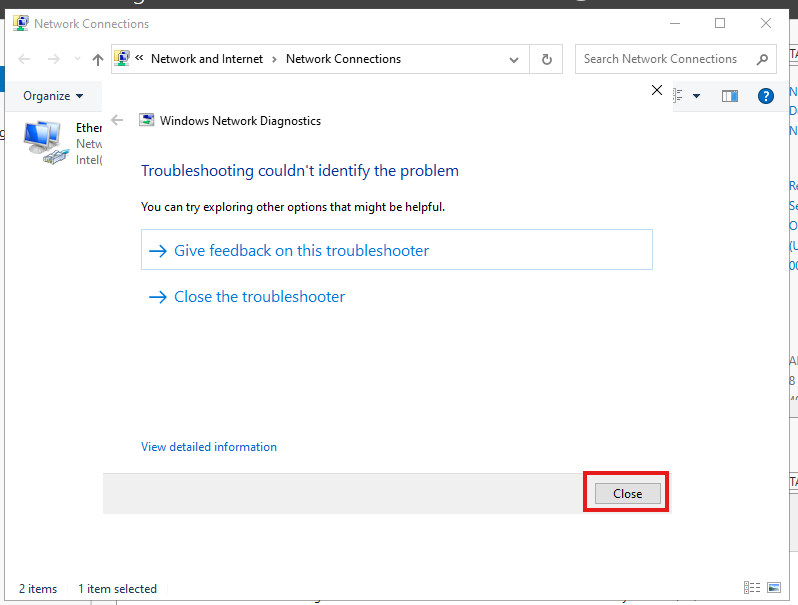 Network Connections
« Network and Internet > Network Connections
Search Network Connections
Organize
Ether
Netw
Intel(
Windows Network Diagnostics
Troubleshooting couldn't identify the problem
You can try exploring other options that might be helpful.
Give feedback on this troubleshooter
Close the troubleshooter
View detailed information
Close
2 items
1 item selected